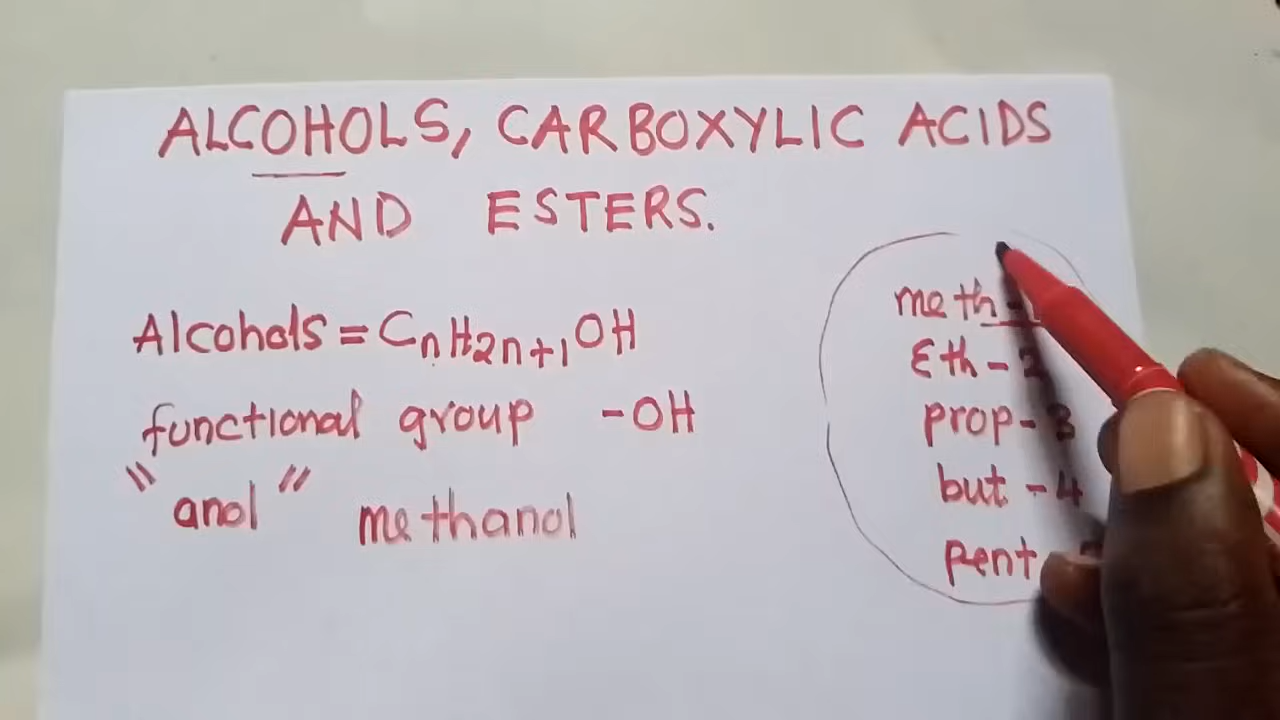 ALCOHOLS, CARBOXYLIC ACIDS
AND ESTERS.
Alcohols = CnH2n+1OH
functional group -OH
"anol" methanol
meth -
Eth - 2
prop - 3
but - 4
pent